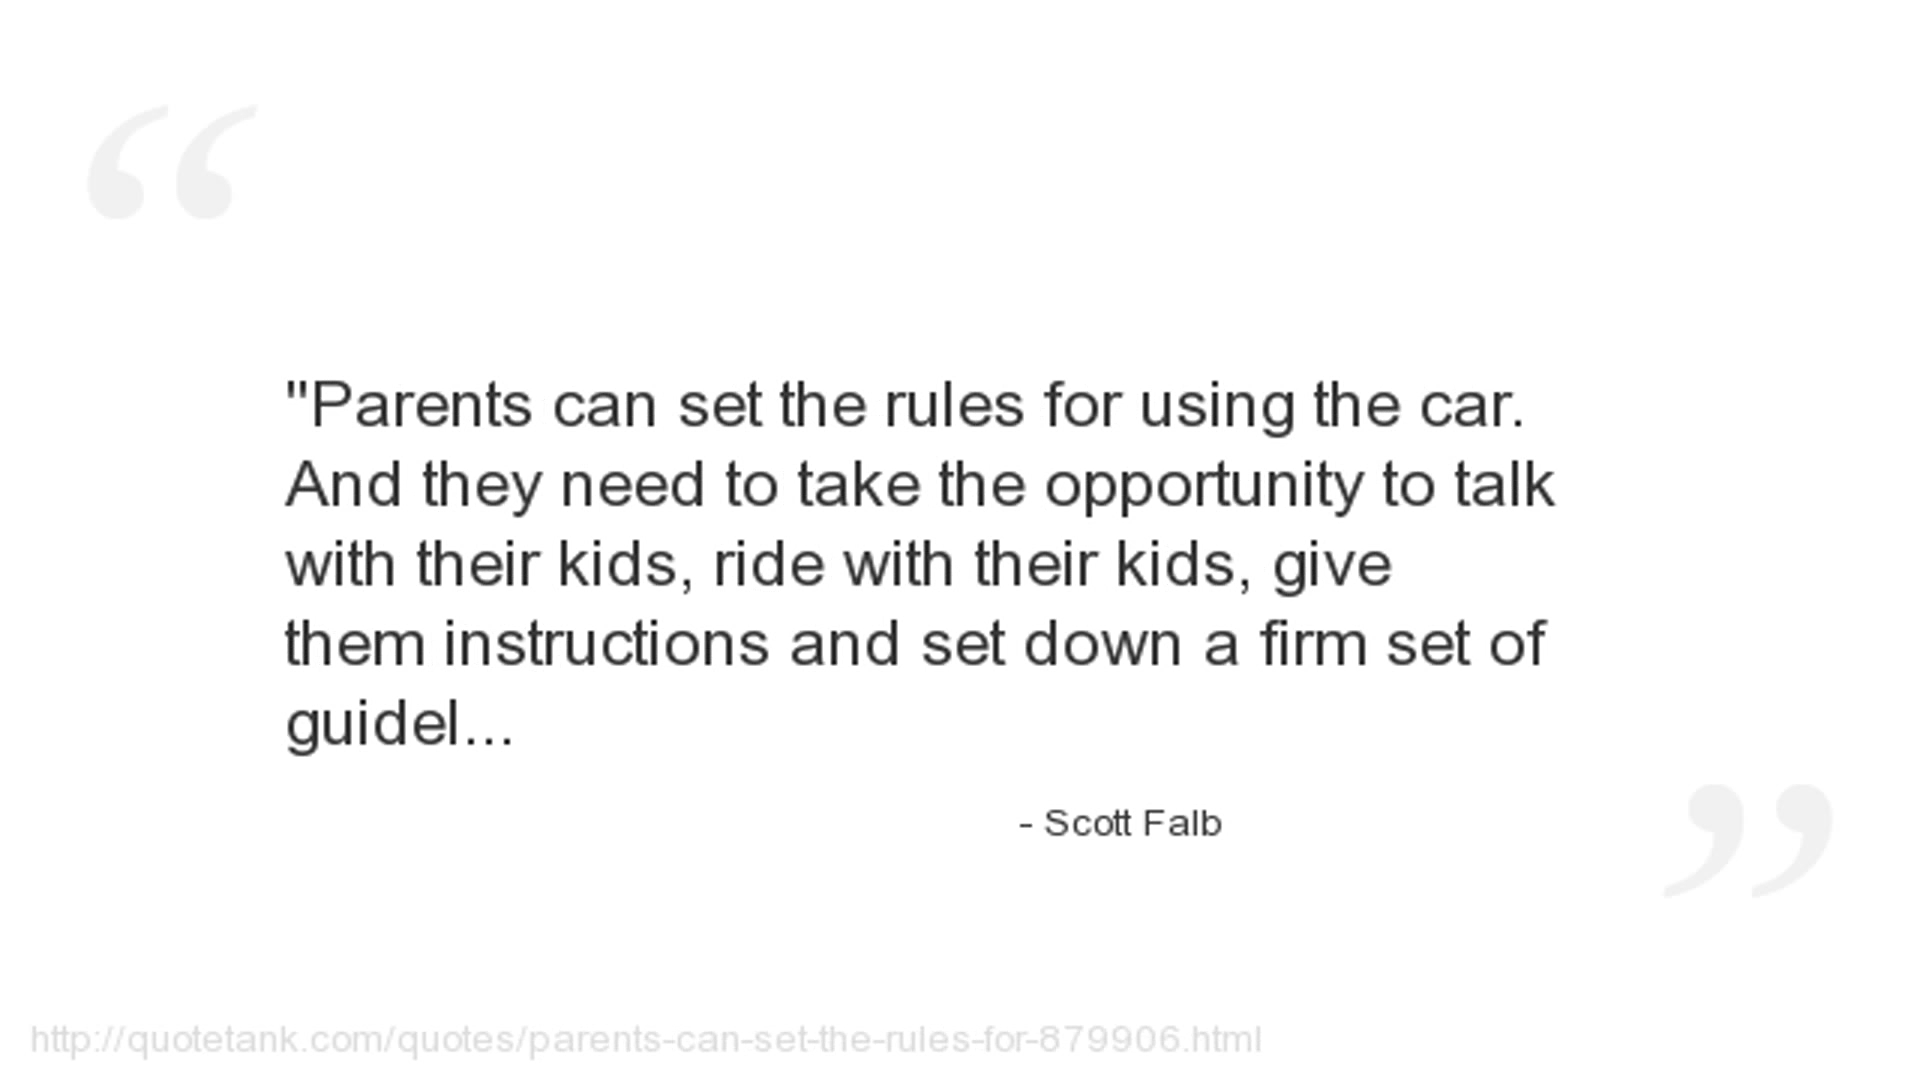 "Parents can set the rules for using the car.
And they need to take the opportunity to talk
with their kids, ride with their kids, give
them instructions and set down a firm set of
guidel...
- Scott Falb
http://quotetank.com/quotes/parents-can-set-the-rules-for-879906.html